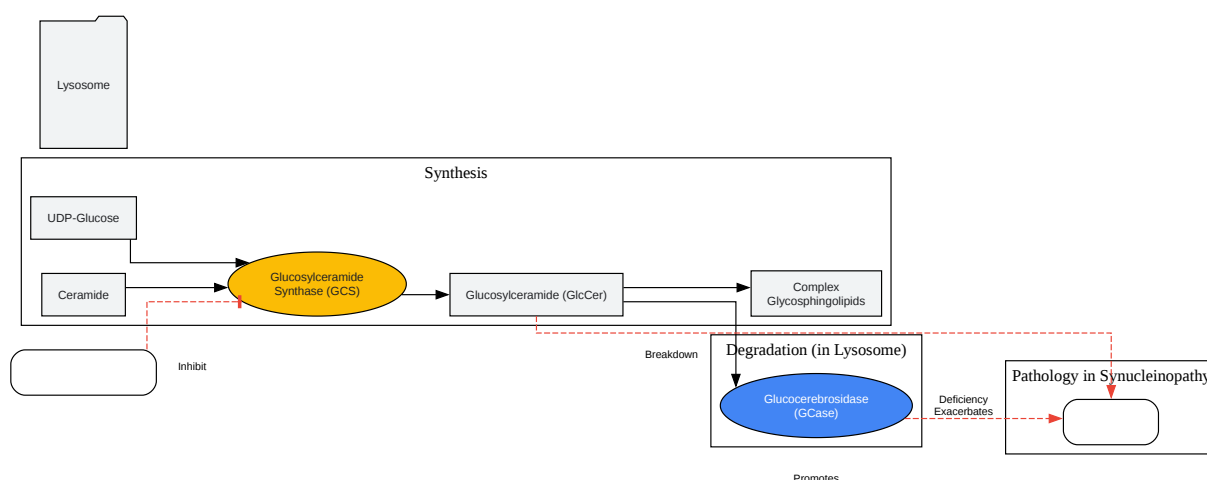 Lysosome
Synthesis
UDP-Glucose
Ceramide
Glucosylceramide
Synthase (GCS)
Glucosylceramide (GlcCer)
Complex
Glycosphingolipids
Inhibit
Breakdown
Degradation (in Lysosome)
Glucocerebrosidase
(GCase)
Deficiency
Exacerbates
Pathology in Synucleinopathy
Promotes